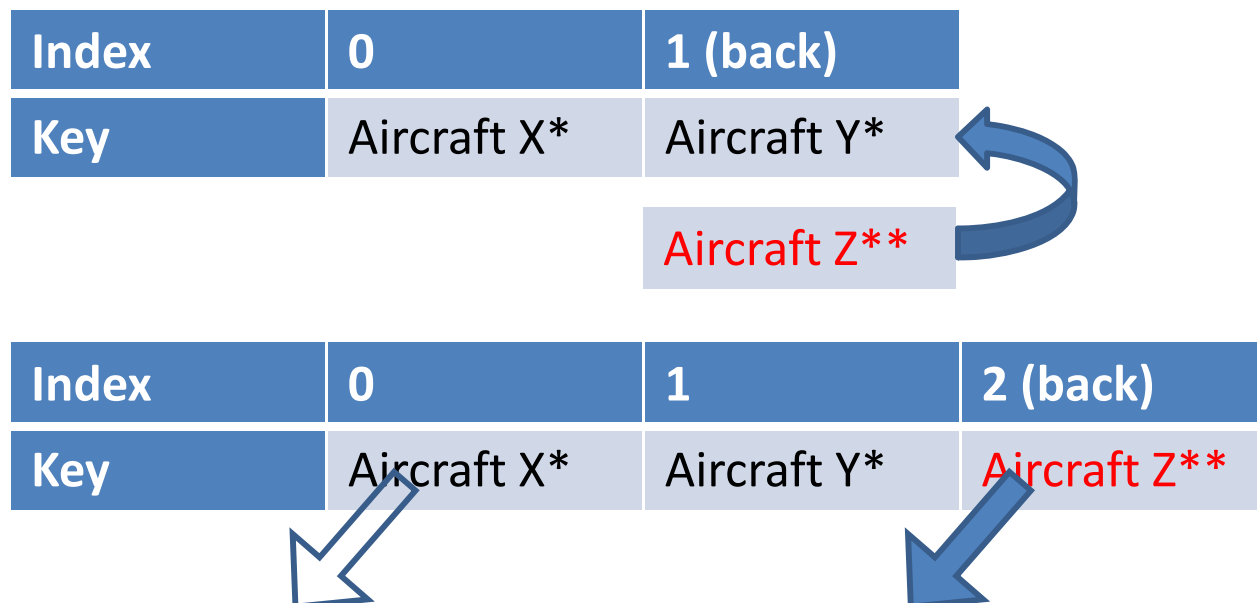 Index 0 1 (back)
Key Aircraft X* Aircraft Y*
Aircraft Z**
Index 0 1 2 (back)
Key Aircraft X* Aircraft Y* Aircraft Z**